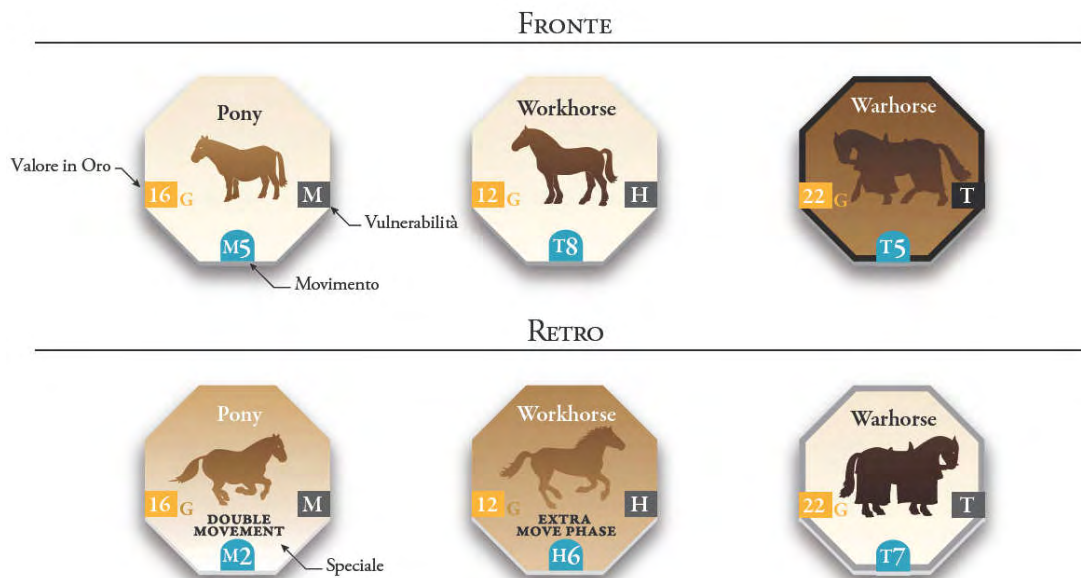 FRONTE
Pony
Workhorse
Warhorse
Valore in Oro
16 G
M
12 G
H
22 G
T
Vulnerabilità
M5
T8
T5
Movimento
RETRO
Pony
Workhorse
Warhorse
16 G
M
12 G
H
22 G
T
DOUBLE
MOVEMENT
EXTRA
MOVE PHASE
M2
H6
T7
Speciale